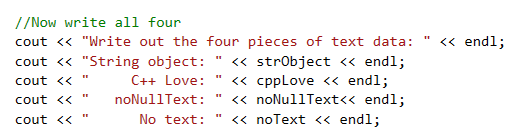 //Now write all four
cout << "Write out the four pieces of text data: " << endl;
cout << "String object: " << strObject << endl;
cout << "     C++ Love: " << cppLove << endl;
cout << "   noNullText: " << noNullText<< endl;
cout << "      No text: " << noText << endl;